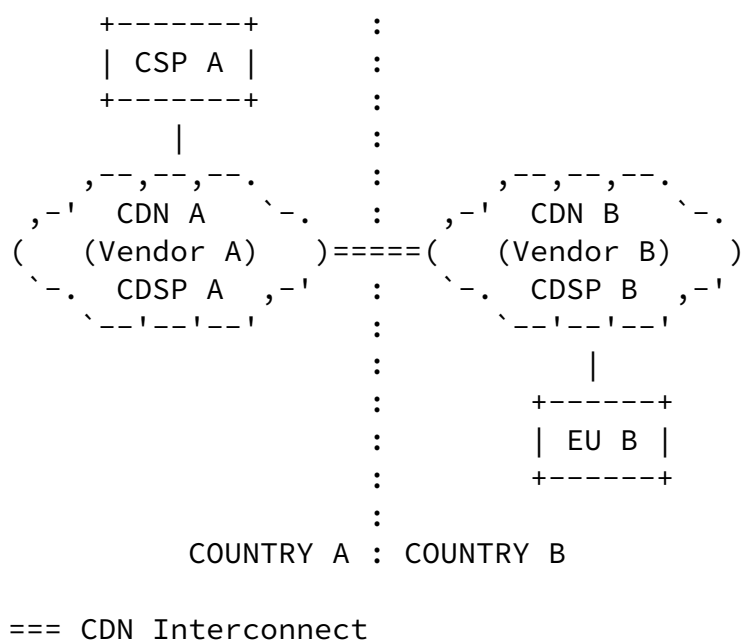 CSP A
CDN A CDN B
(Vendor A) (Vendor B)
CDSP A CDSP B
EU B
COUNTRY A : COUNTRY B
=== CDN Interconnect